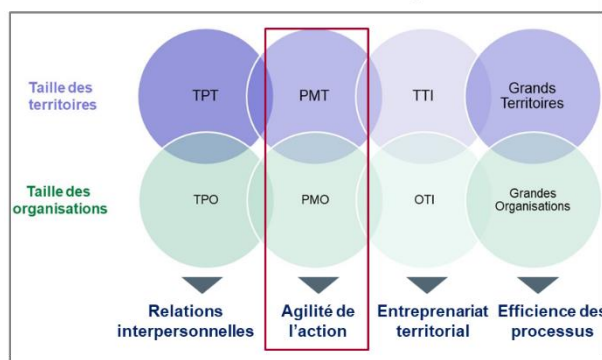 Taille des
territoires
TPT
PMT
TTI
Grands
Territoires
Taille des
organisations
TPO
PMO
OTI
Grandes
Organisations
Relations
interpersonnelles
Agilité de
l'action
Entreprenariat
territorial
Efficience des
processus